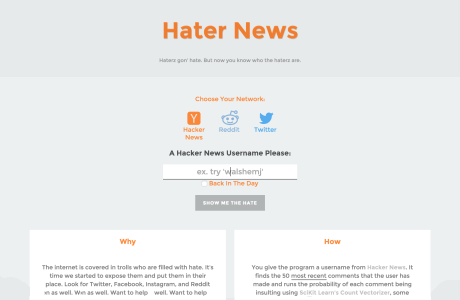 Hater News
Haters gon' hate. But now you know who the haters are.
Choose Your Network:
Hacker News
Reddit
Twitter
A Hacker News Username Please:
ex. try 'walshemj'
Back In The Day
SHOW ME THE HATE
Why
The internet is covered in trolls who are filled with hate. It's
time we started to expose them and put them in their
place. Look for Twitter, Facebook, Instagram, and Reddit
as well. Want to help
well. Want to help
How
You give the program a username from Hacker News. It
finds the 50 most recent comments that the user has
made and runs the probability of each comment being
insulting using SciKit Learn's Count Vectorizer, some